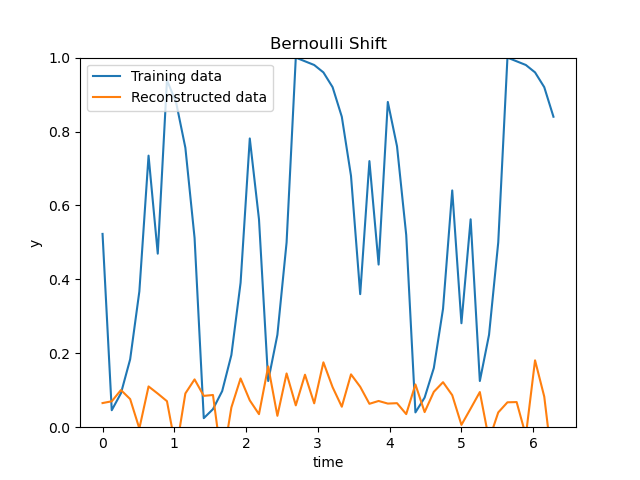 Bernoulli Shift
Training data
Reconstructed data
1.0
0.8
0.6
0.4
0.2
0.0
y
0 1 2 3 4 5 6
time